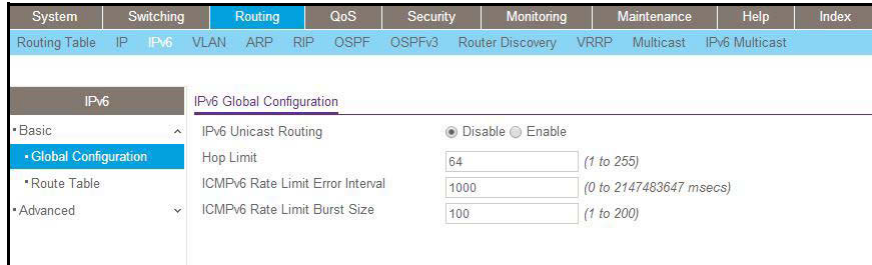 System Switching Routing QoS Security Monitoring Maintenance Help Index
Routing Table IP IPv6 VLAN ARP RIP OSPF OSPFv3 Router Discovery VRRP Multicast IPv6 Multicast
IPv6
Basic
Global Configuration
Route Table
Advanced
IPv6 Global Configuration
IPv6 Unicast Routing Disable Enable
Hop Limit 64 (1 to 255)
ICMPv6 Rate Limit Error Interval 1000 (0 to 2147483647 msecs)
ICMPv6 Rate Limit Burst Size 100 (1 to 200)